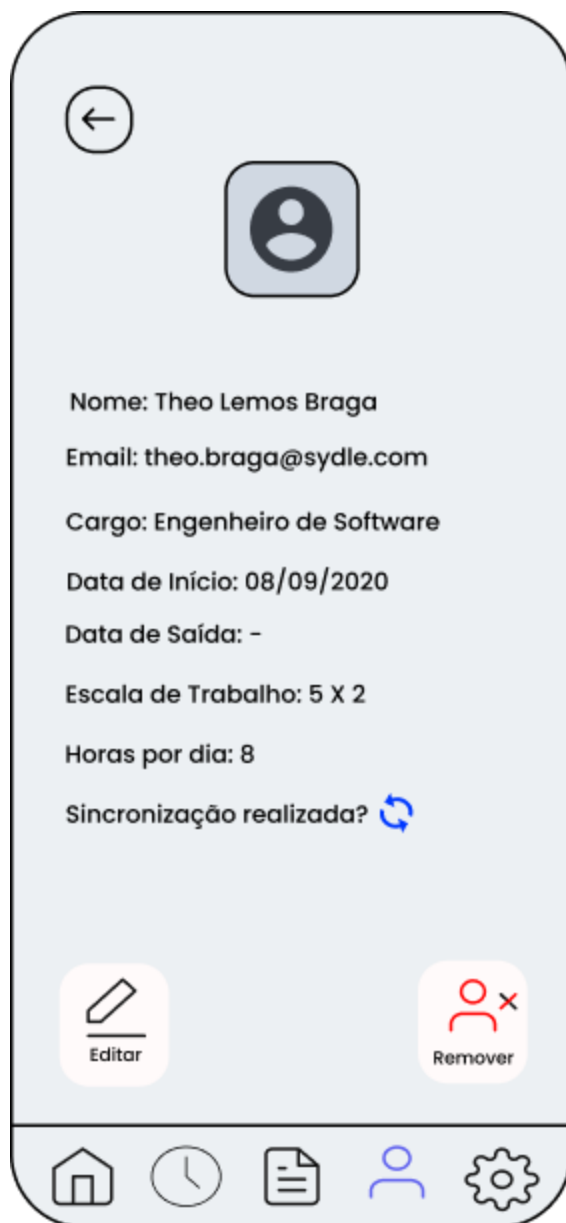 Nome: Theo Lemos Braga
Email: theo.braga@sydle.com
Cargo: Engenheiro de Software
Data de Início: 08/09/2020
Data de Saída: -
Escala de Trabalho: 5 X 2
Horas por dia: 8
Sincronização realizada?
Editar
Remover